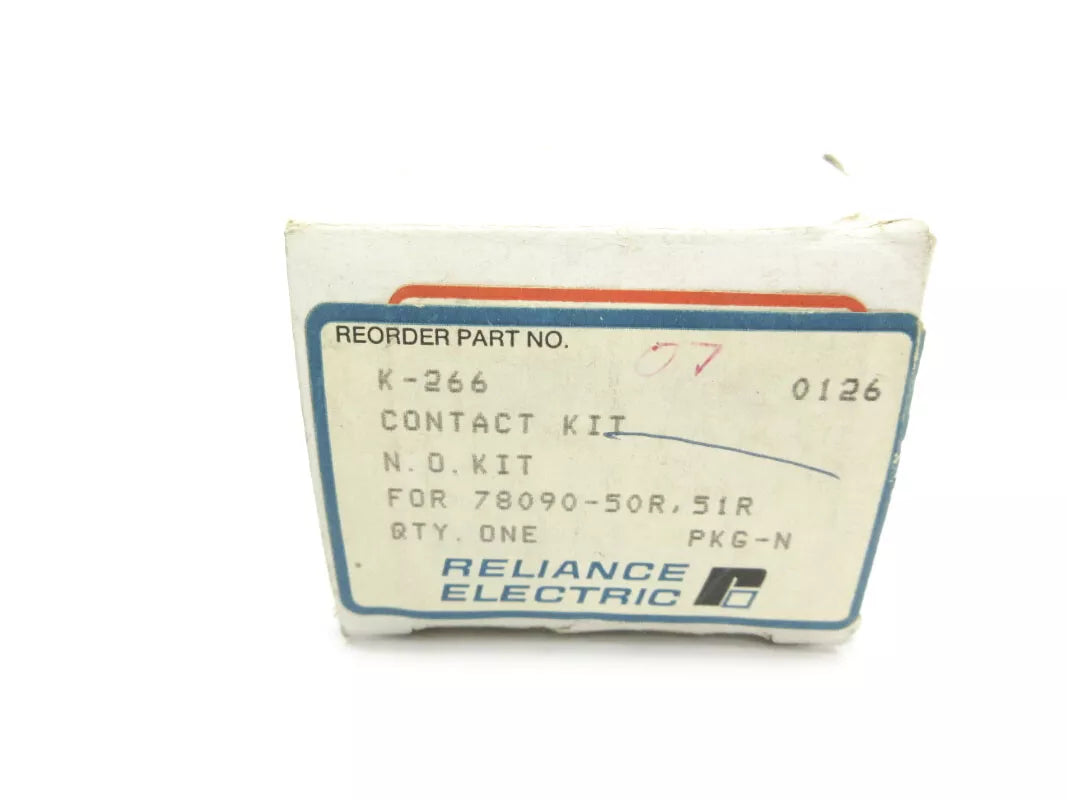 REORDER PART NO.
07
K-266 0126
CONTACT KIT
N.O.KIT
FOR 78090-50R,51R
QTY. ONE PKG-N
RELIANCE
ELECTRIC